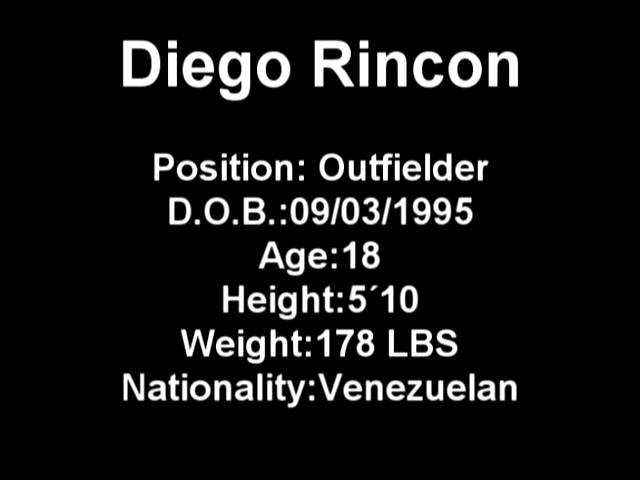 Diego Rincon
Position: Outfielder
D.O.B.:09/03/1995
Age:18
Height:5´10
Weight:178 LBS
Nationality:Venezuelan